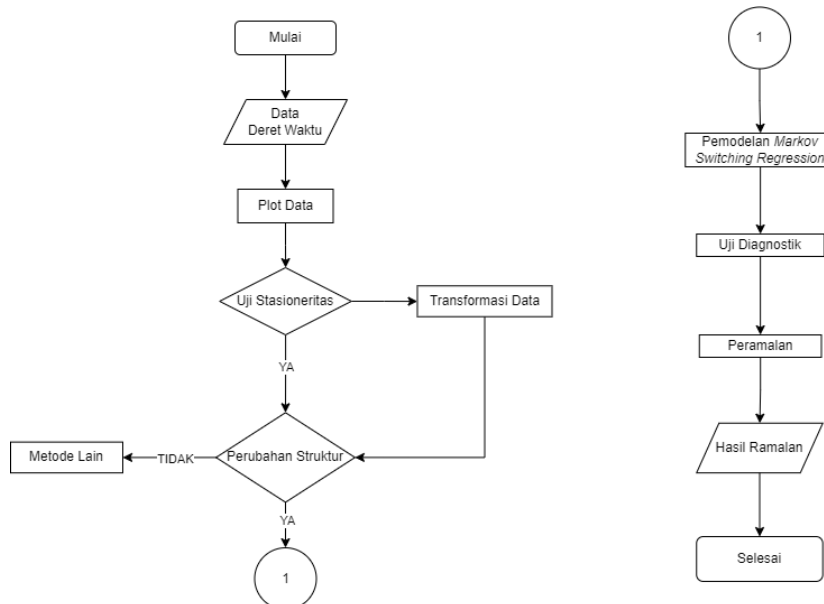 Mulai
Data
Deret Waktu
Plot Data
Uji Stasioneritas
Transformasi Data
YA
Perubahan Struktur
TIDAK
Metode Lain
YA
1
1
Pemodelan Markov
Switching Regression
Uji Diagnostik
Peramalan
Hasil Ramalan
Selesai